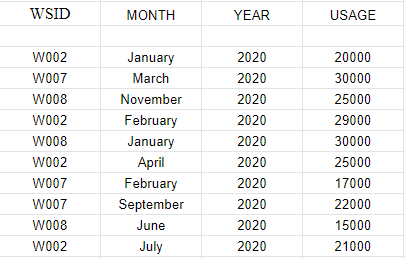 WSID MONTH YEAR USAGE
W002 January 2020 20000
W007 March 2020 30000
W008 November 2020 25000
W002 February 2020 29000
W008 January 2020 30000
W002 April 2020 25000
W007 February 2020 17000
W007 September 2020 22000
W008 June 2020 15000
W002 July 2020 21000